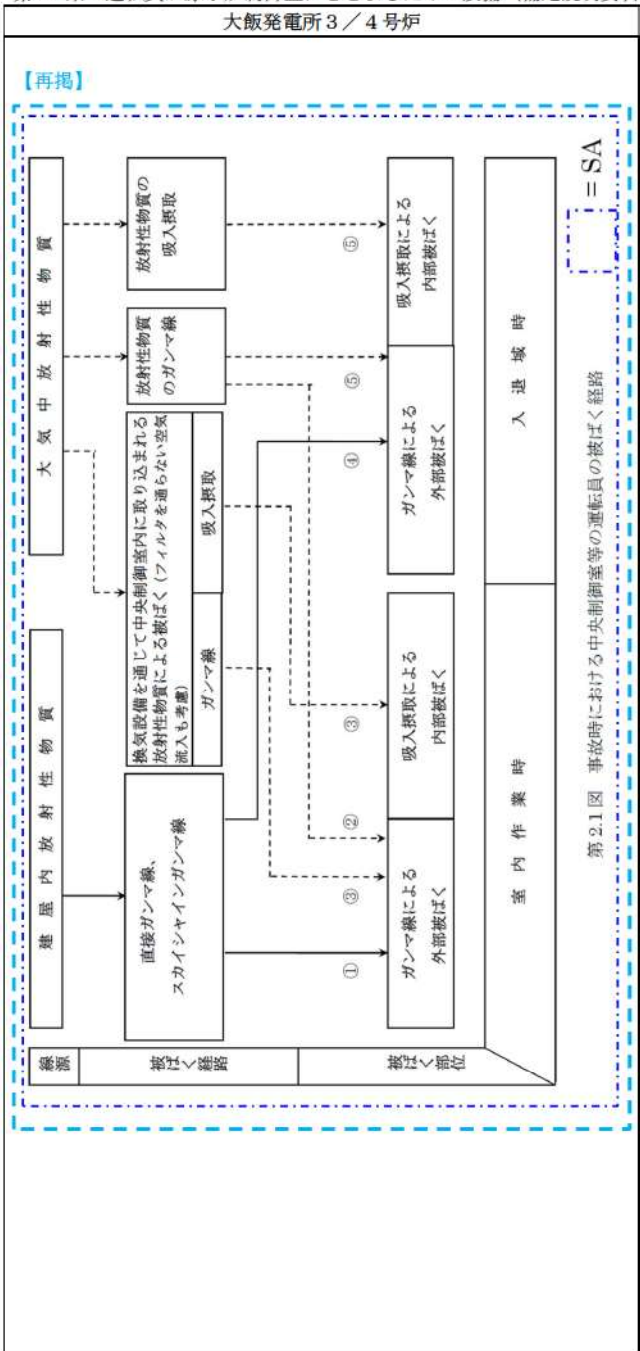 大飯発電所３／４号炉
【再掲】
線源
建屋内放射性物質
大気中放射性物質
被ばく経路
直接ガンマ線、
スカイシャインガンマ線
換気設備を通じて中央制御室内に取り込まれる
放射性物質による被ばく（フィルタを通らない空気
流入も考慮）
ガンマ線
吸入摂取
放射性物質
のガンマ線
放射性物質の
吸入摂取
①
③
②
③
④
⑤
⑤
被ばく部位
ガンマ線による
外部被ばく
吸入摂取による
内部被ばく
ガンマ線による
外部被ばく
吸入摂取による
内部被ばく
室内作業時
入退域時
第2.1図　事故時における中央制御室等の運転員の被ばく経路
＝SA